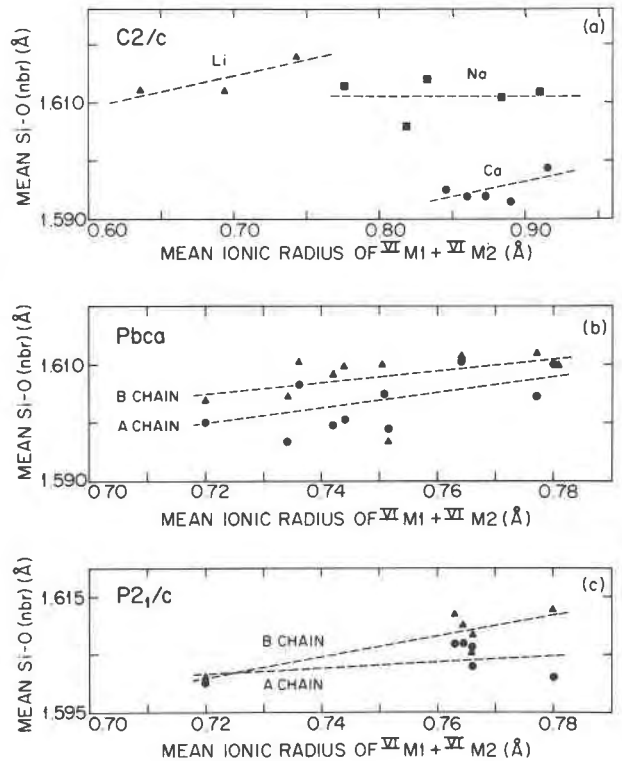 C2/c
(a)
Li
Na
Ca
1.610
1.590
MEAN Si-O (nbr) (Å)
0.60 0.70 0.80 0.90
MEAN IONIC RADIUS OF VI M1 + VI M2 (Å)
Pbca
(b)
B CHAIN
A CHAIN
1.610
1.590
MEAN Si-O (nbr) (Å)
0.70 0.72 0.74 0.76 0.78
MEAN IONIC RADIUS OF VI M1 + VI M2 (Å)
P2₁/c
(c)
B CHAIN
A CHAIN
1.615
1.595
MEAN Si-O (nbr) (Å)
0.70 0.72 0.74 0.76 0.78
MEAN IONIC RADIUS OF VI M1 + VI M2 (Å)